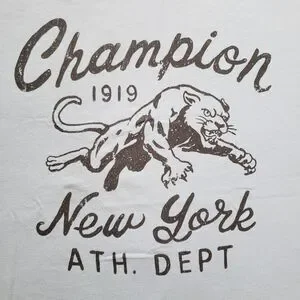 Champion
1919
New York
ATH. DEPT